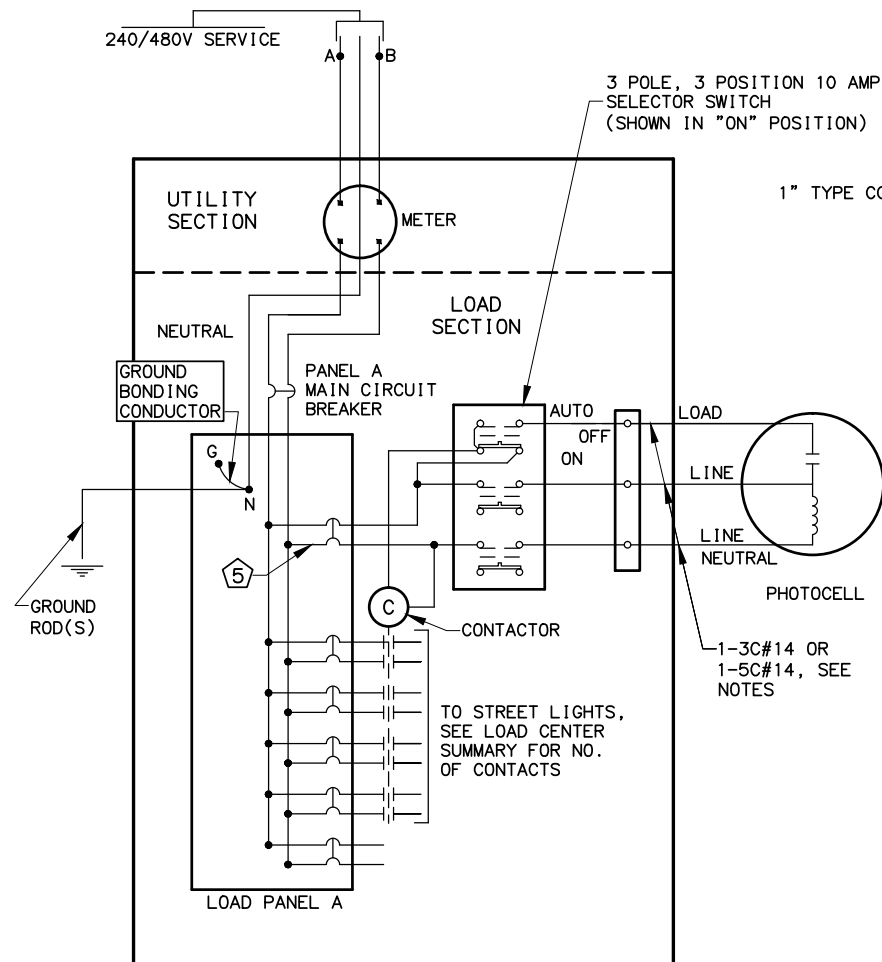 240/480V SERVICE
A
B
3 POLE, 3 POSITION 10 AMP
SELECTOR SWITCH
(SHOWN IN "ON" POSITION)
1" TYPE CO
UTILITY
SECTION
METER
LOAD
SECTION
NEUTRAL
GROUND
BONDING
CONDUCTOR
PANEL A
MAIN CIRCUIT
BREAKER
AUTO
OFF
ON
LOAD
LINE
LINE
NEUTRAL
PHOTOCELL
G
N
5
GROUND
ROD(S)
C
CONTACTOR
1-3C#14 OR
1-5C#14, SEE
NOTES
TO STREET LIGHTS,
SEE LOAD CENTER
SUMMARY FOR NO.
OF CONTACTS
LOAD PANEL A